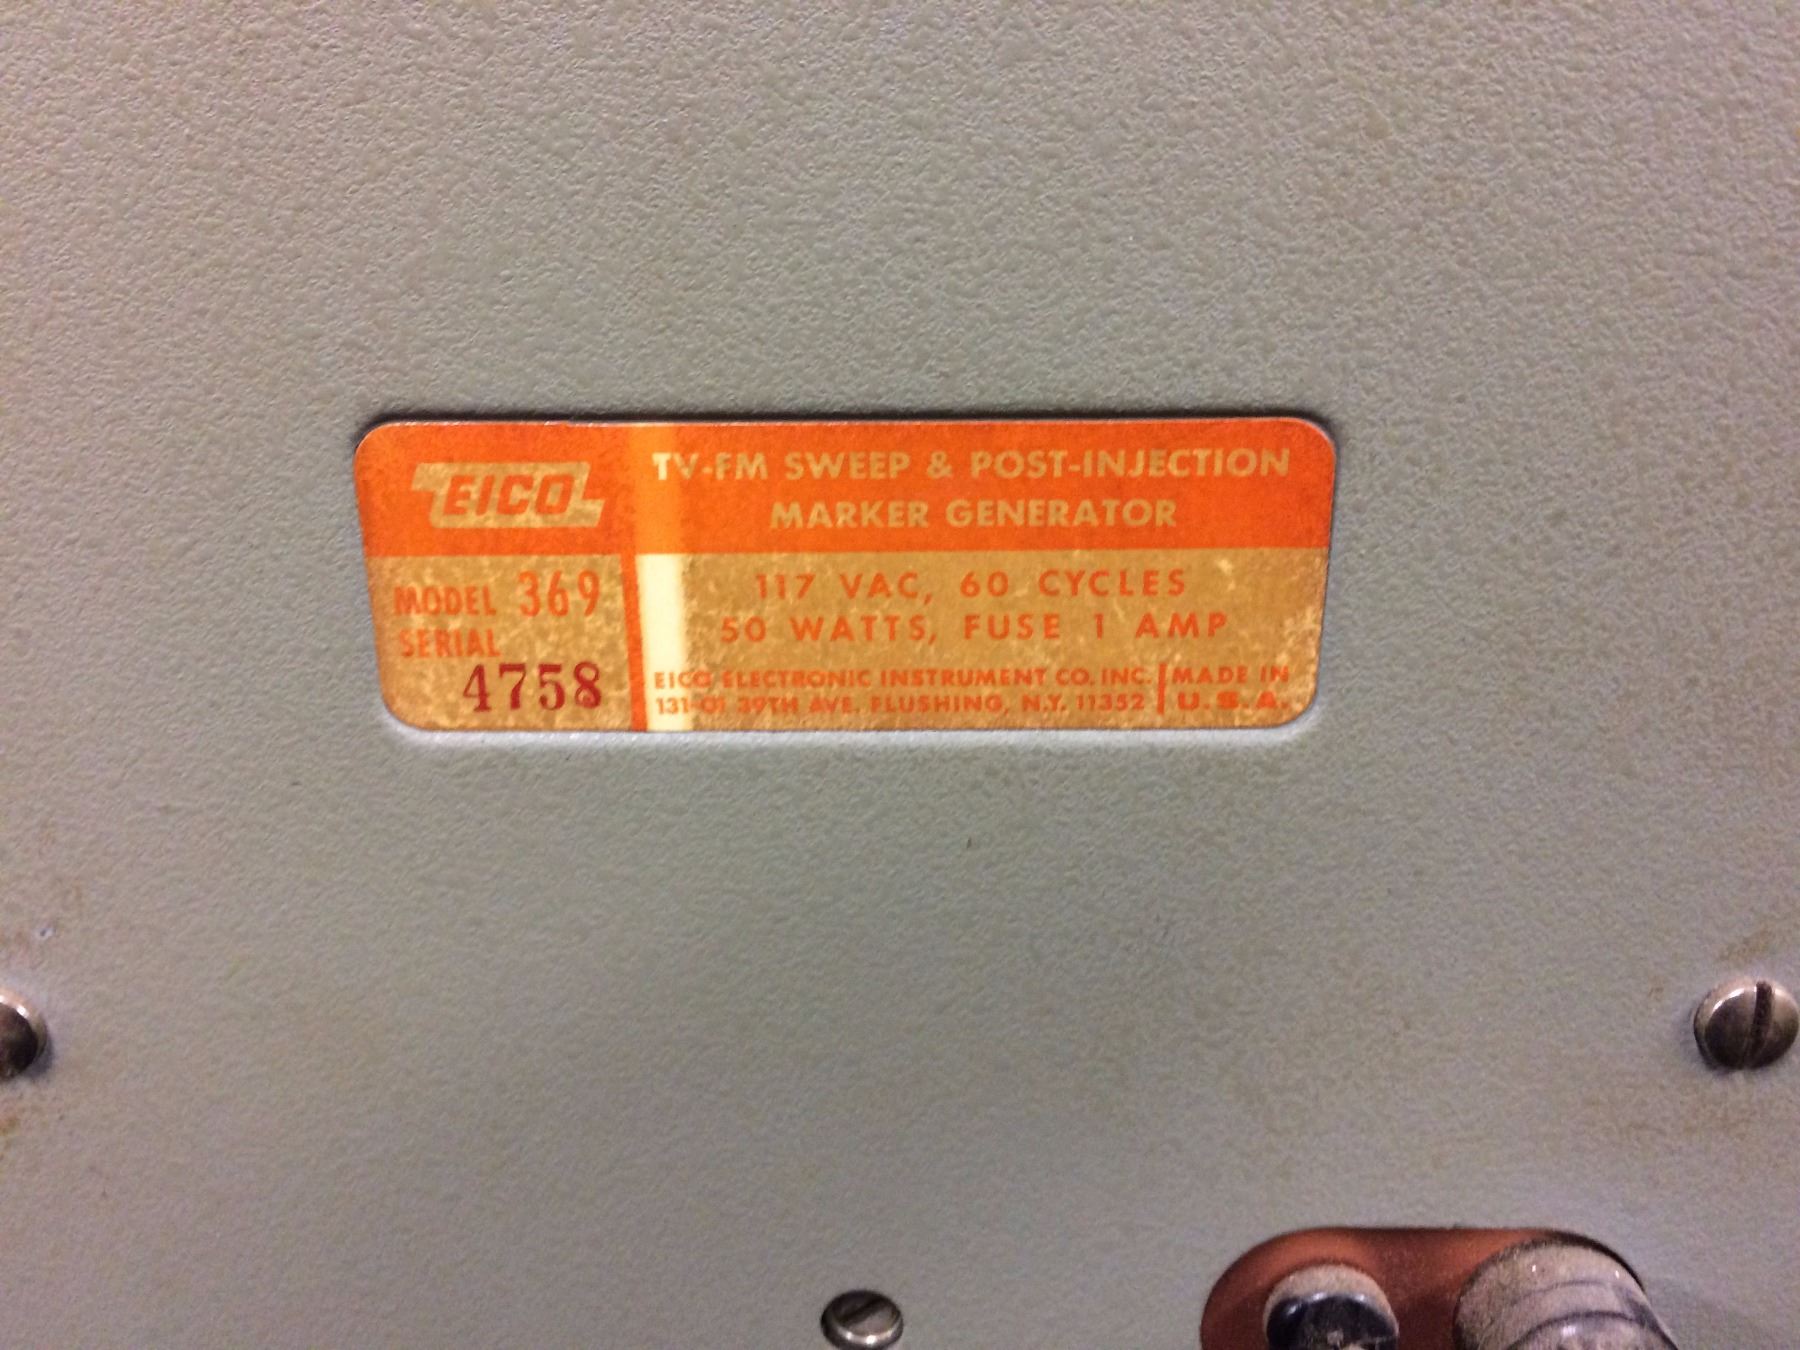 EICO
TV-FM SWEEP & POST-INJECTION
MARKER GENERATOR
MODEL 369
SERIAL
4758
117 VAC, 60 CYCLES
50 WATTS, FUSE 1 AMP
EICO ELECTRONIC INSTRUMENT CO. INC.
131-01 39TH AVE. FLUSHING, N.Y. 11352
MADE IN
U.S.A.